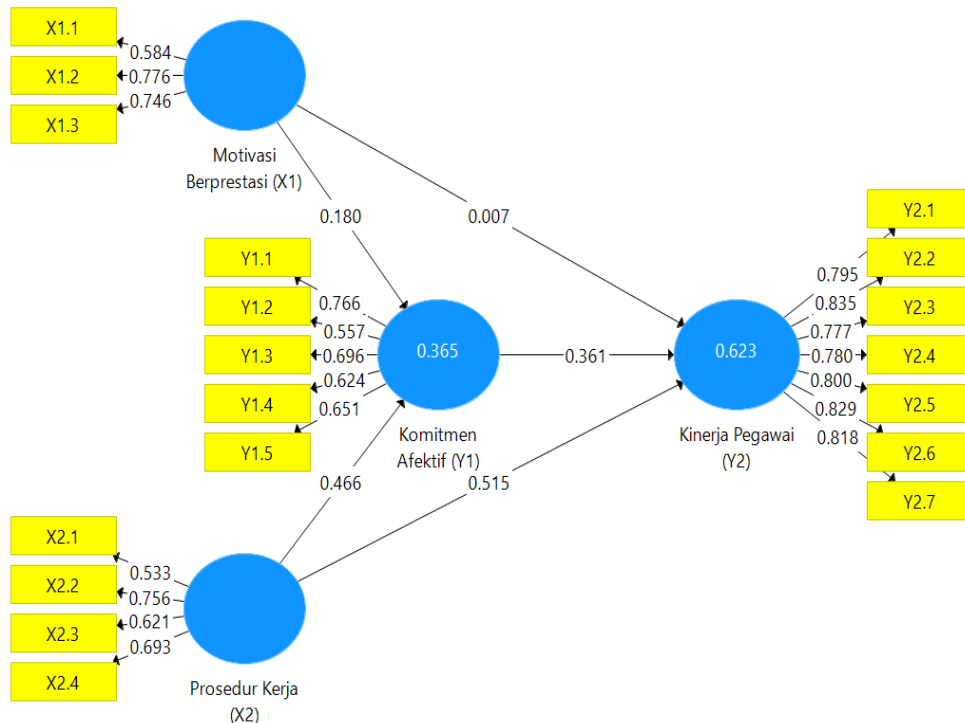 X1.1
X1.2
X1.3
0.584
0.776
0.746
Motivasi
Berprestasi (X1)
0.180
0.007
Y1.1
Y1.2
Y1.3
Y1.4
Y1.5
0.766
0.557
0.696
0.624
0.651
0.365
Komitmen
Afektif (Y1)
0.361
0.466
0.515
0.623
Kinerja Pegawai
(Y2)
0.795
0.835
0.777
0.780
0.800
0.829
0.818
Y2.1
Y2.2
Y2.3
Y2.4
Y2.5
Y2.6
Y2.7
X2.1
X2.2
X2.3
X2.4
0.533
0.756
0.621
0.693
Prosedur Kerja
(X2)